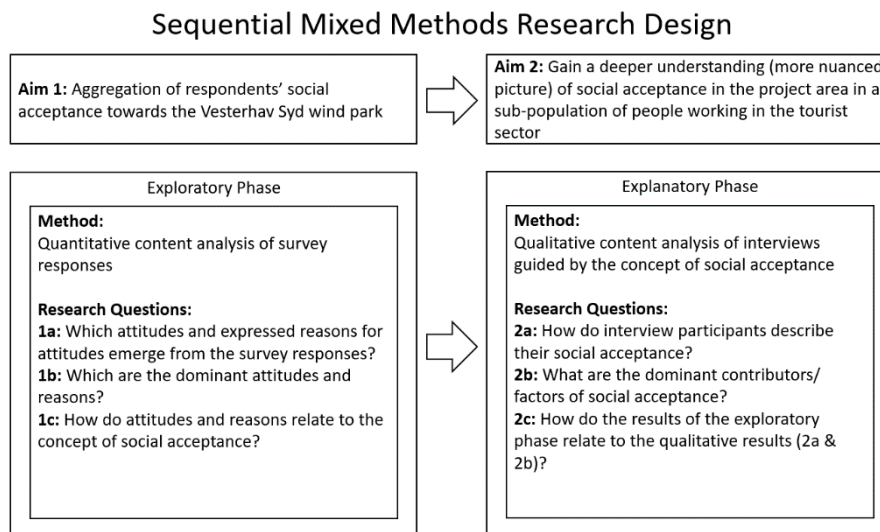 Sequential Mixed Methods Research Design
Aim 1: Aggregation of respondents' social
acceptance towards the Vesterhav Syd wind park
Aim 2: Gain a deeper understanding (more nuanced
picture) of social acceptance in the project area in a
sub-population of people working in the tourist
sector
Exploratory Phase
Method:
Quantitative content analysis of survey
responses
Research Questions:
1a: Which attitudes and expressed reasons for
attitudes emerge from the survey responses?
1b: Which are the dominant attitudes and
reasons?
1c: How do attitudes and reasons relate to the
concept of social acceptance?
Explanatory Phase
Method:
Qualitative content analysis of interviews
guided by the concept of social acceptance
Research Questions:
2a: How do interview participants describe
their social acceptance?
2b: What are the dominant contributors/
factors of social acceptance?
2c: How do the results of the exploratory
phase relate to the qualitative results (2a &
2b)?